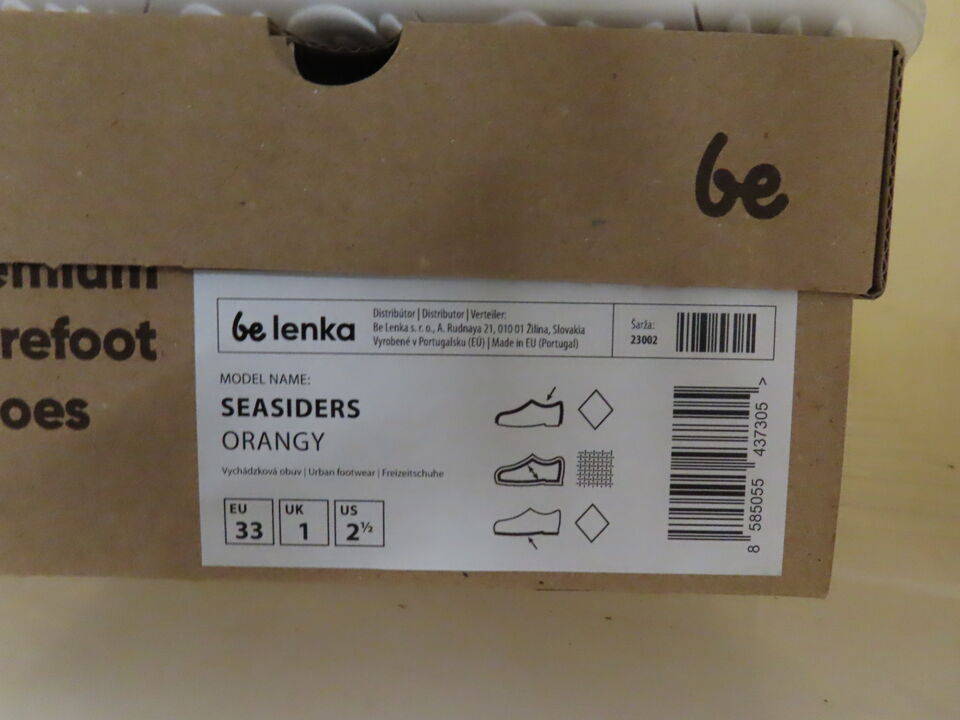 be
emium
refoot
oes
be lenka
Distribútor | Distributor | Verteiler:
Be Lenka s. r. o., A. Rudnaya 21, 010 01 Žilina, Slovakia
Vyrobené v Portugalsku (EÚ) | Made in EU (Portugal)
Šarža:
23002
MODEL NAME:
SEASIDERS
ORANGY
Vychádzková obuv | Urban footwear | Freizeitschuhe
EU
33
UK
1
US
2½
8 585055 437305 >